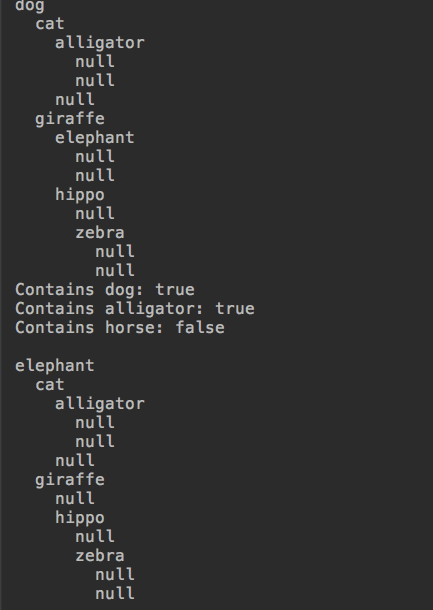 dog
  cat
    alligator
      null
      null
    null
  giraffe
    elephant
      null
      null
    hippo
      null
      zebra
        null
        null
Contains dog: true
Contains alligator: true
Contains horse: false

elephant
  cat
    alligator
      null
      null
    null
  giraffe
    null
    hippo
      null
      zebra
        null
        null